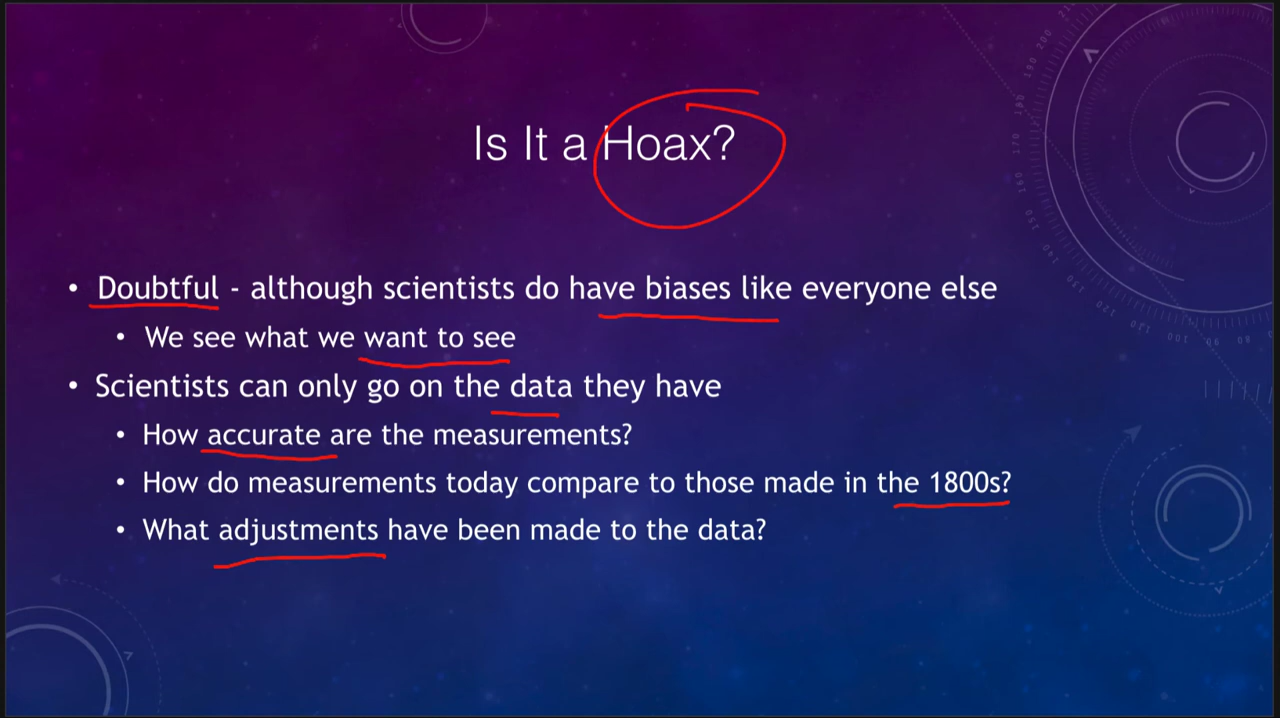 Is It a Hoax?
• Doubtful - although scientists do have biases like everyone else
• We see what we want to see
• Scientists can only go on the data they have
• How accurate are the measurements?
• How do measurements today compare to those made in the 1800s?
• What adjustments have been made to the data?